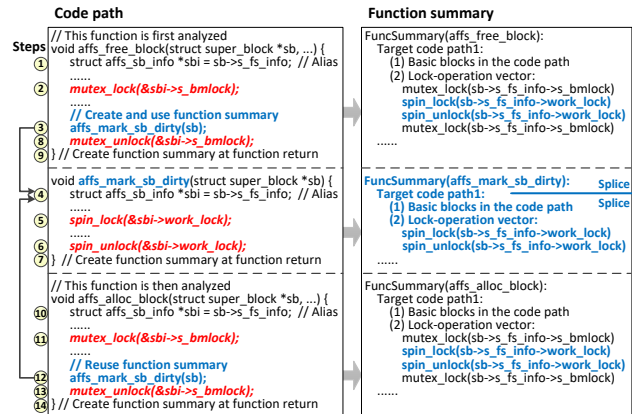 Code path
Function summary
Steps
// This function is first analyzed
void affs_free_block(struct super_block *sb, ...) {
1 struct affs_sb_info *sbi = sb->s_fs_info; // Alias
......
2 mutex_lock(&sbi->s_bmlock);
......
// Create and use function summary
3 affs_mark_sb_dirty(sb);
8 mutex_unlock(&sbi->s_bmlock);
9 } // Create function summary at function return
FuncSummary(affs_free_block):
Target code path1:
(1) Basic blocks in the code path
(2) Lock-operation vector:
mutex_lock(sb->s_fs_info->s_bmlock)
spin_lock(sb->s_fs_info->work_lock)
spin_unlock(sb->s_fs_info->work_lock)
mutex_lock(sb->s_fs_info->s_bmlock)
......
void affs_mark_sb_dirty(struct super_block *sb) {
4 struct affs_sb_info *sbi = sb->s_fs_info; // Alias
......
5 spin_lock(&sbi->work_lock);
......
6 spin_unlock(&sbi->work_lock);
7 } // Create function summary at function return
FuncSummary(affs_mark_sb_dirty): Splice
Target code path1: Splice
(1) Basic blocks in the code path
(2) Lock-operation vector:
spin_lock(sb->s_fs_info->work_lock)
spin_unlock(sb->s_fs_info->work_lock)
......
// This function is then analyzed
void affs_alloc_block(struct super_block *sb, ...) {
10 struct affs_sb_info *sbi = sb->s_fs_info; // Alias
......
11 mutex_lock(&sbi->s_bmlock);
......
// Reuse function summary
12 affs_mark_sb_dirty(sb);
13 mutex_unlock(&sbi->s_bmlock);
14 } // Create function summary at function return
FuncSummary(affs_alloc_block):
Target code path1:
(1) Basic blocks in the code path
(2) Lock-operation vector:
mutex_lock(sb->s_fs_info->s_bmlock)
spin_lock(sb->s_fs_info->work_lock)
spin_unlock(sb->s_fs_info->work_lock)
mutex_lock(sb->s_fs_info->s_bmlock)
......